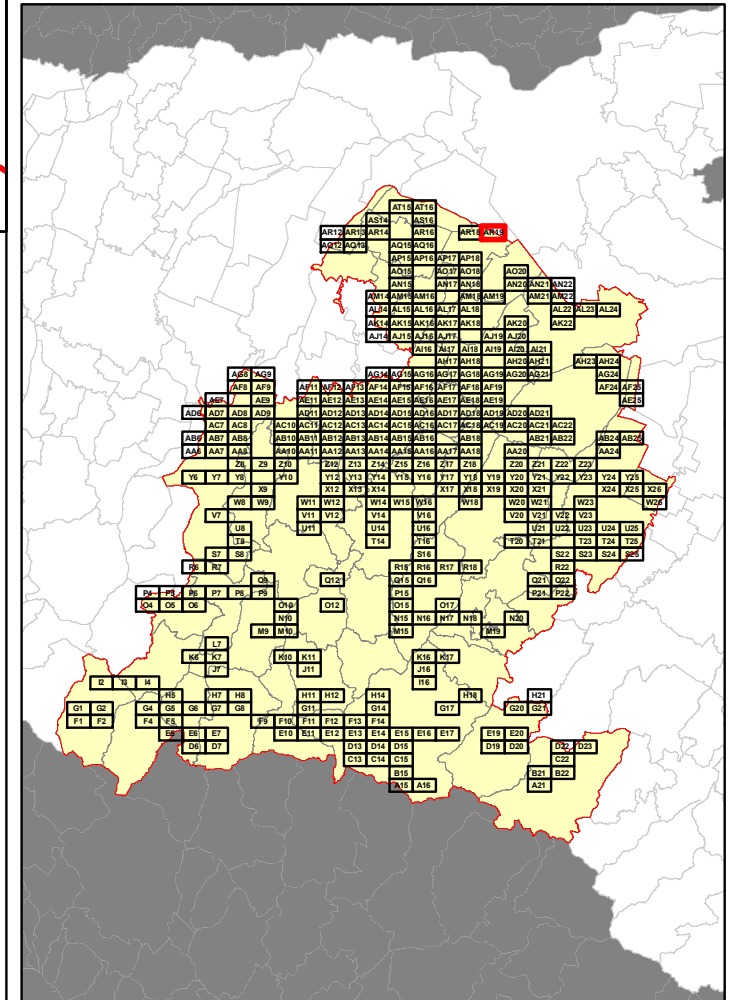 AT15 AT16
AS14 AS16
AR12 AR13 AR14 AR16 AR18 AR19
AQ12 AQ13 AQ15 AQ16
AP15 AP16 AP17 AP18
AO15 AO17 AO18 AO20
AN15 AN17 AN18 AN20 AN21 AN22
AM14 AM15 AM16 AM18 AM19 AM21 AM22
AL14 AL15 AL16 AL17 AL18 AL22 AL23 AL24
AK14 AK15 AK16 AK17 AK18 AK20 AK22
AJ14 AJ15 AJ16 AJ17 AJ19 AJ20
AI16 AI17 AI18 AI19 AI20 AI21
AH17 AH18 AH20 AH21 AH23 AH24
AG8 AG9 AG14 AG15 AG16 AG17 AG18 AG19 AG20 AG21 AG24
AF8 AF9 AF11 AF12 AF13 AF14 AF15 AF16 AF17 AF18 AF19 AF24 AF25
AE7 AE9 AE11 AE12 AE13 AE14 AE15 AE16 AE17 AE18 AE19 AE25
AD6 AD7 AD8 AD9 AD11 AD12 AD13 AD14 AD15 AD16 AD17 AD18 AD19 AD20 AD21
AC7 AC8 AC10 AC11 AC12 AC13 AC14 AC15 AC16 AC17 AC18 AC19 AC20 AC21 AC22
AB6 AB7 AB8 AB10 AB11 AB12 AB13 AB14 AB15 AB16 AB18 AB21 AB22 AB24 AB25
AA6 AA7 AA8 AA10 AA11 AA12 AA13 AA14 AA15 AA16 AA18 AA20 AA24
Z8 Z9 Z10 Z12 Z13 Z14 Z15 Z16 Z17 Z18 Z20 Z21 Z22 Z23
Y6 Y7 Y8 Y10 Y12 Y13 Y14 Y15 Y16 Y17 Y18 Y19 Y20 Y21 Y22 Y23 Y24 Y25
X9 X12 X13 X14 X17 X18 X19 X20 X21 X24 X25 X26
W8 W9 W11 W12 W14 W15 W16 W18 W20 W21 W23 W26
V7 V11 V12 V14 V16 V20 V21 V22 V23
U8 U11 U14 U16 U21 U22 U23 U24 U25
T8 T14 T16 T20 T21 T23 T24 T25
S7 S8 S16 S22 S23 S24 S25
R6 R7 R15 R16 R17 R18 R22
Q9 Q12 Q15 Q16 Q21 Q22
P4 P5 P6 P7 P8 P9 P15 P21 P22
O4 O5 O6 O10 O12 O15 O17
N10 N15 N16 N17 N18 N20
M9 M10 M15 M19
L7
K6 K7 K10 K11 K16 K17
J7 J11 J16
I2 I3 I4 I16
H5 H7 H8 H11 H12 H14 H18 H21
G1 G2 G4 G5 G6 G7 G8 G11 G14 G17 G20 G21
F1 F2 F4 F5 F9 F10 F11 F12 F13 F14
E5 E6 E7 E10 E11 E12 E13 E14 E15 E16 E17 E19 E20
D6 D7 D13 D14 D15 D19 D20 D22 D23
C13 C14 C15 C22
B15 B21 B22
A15 A16 A21